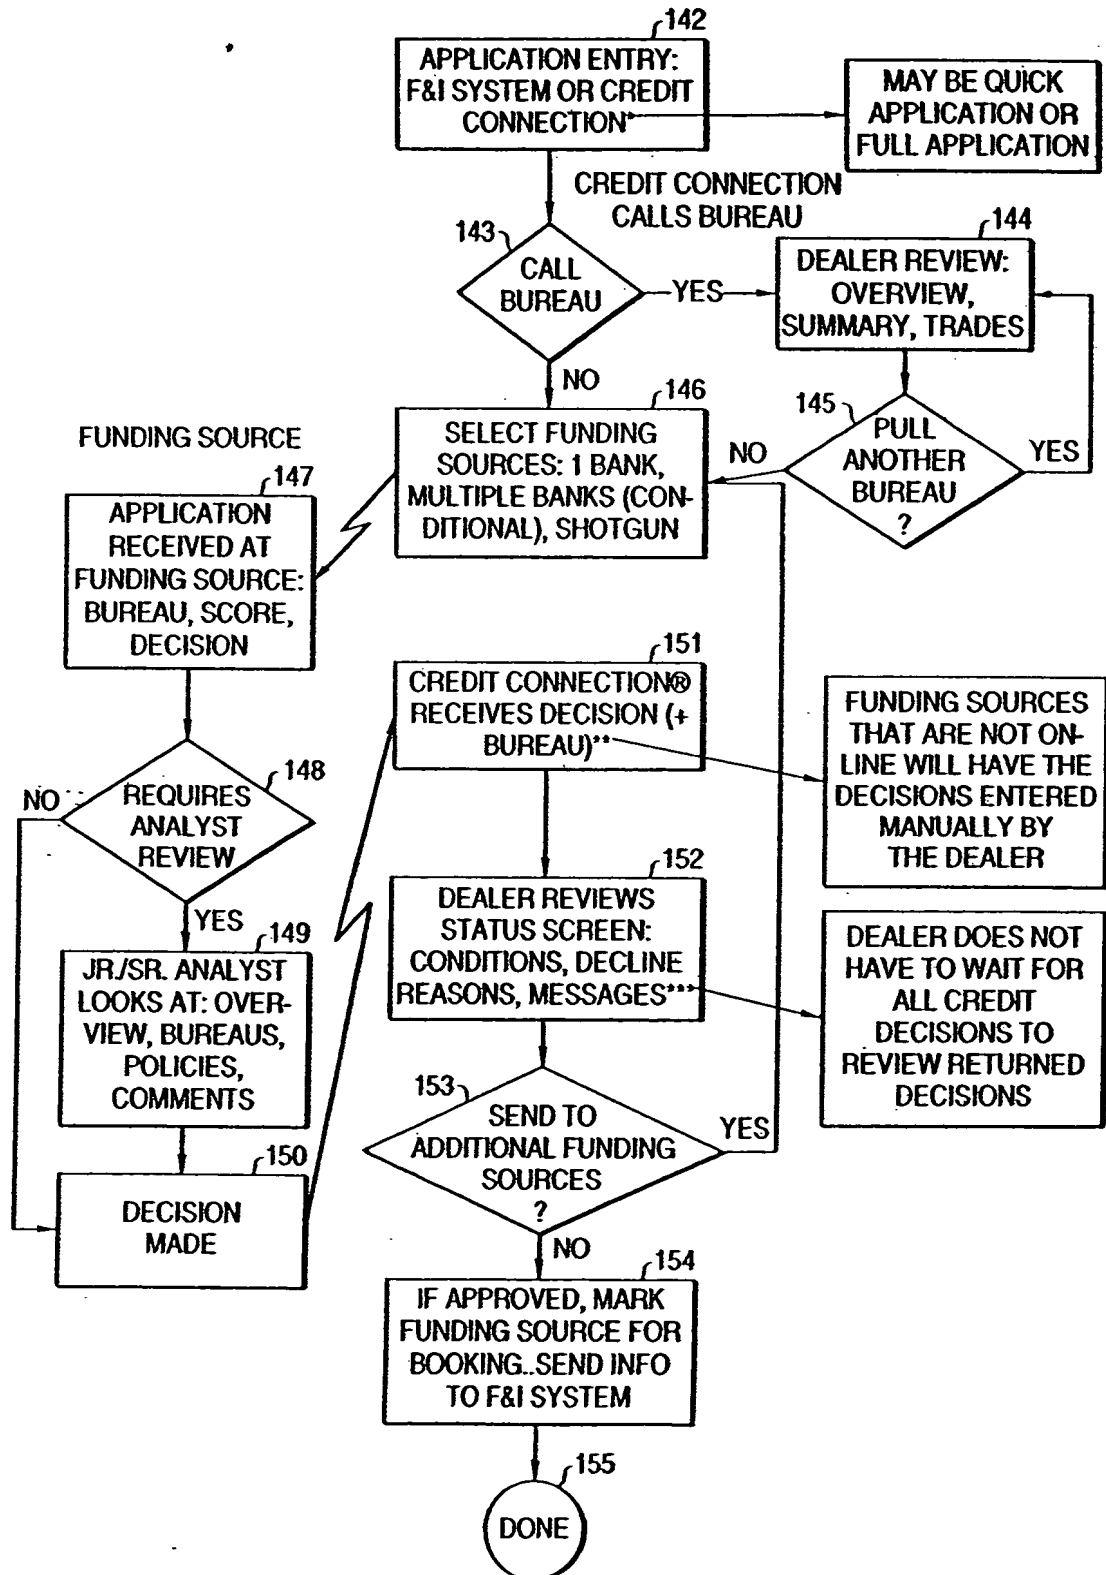 142
APPLICATION ENTRY:
F&I SYSTEM OR CREDIT
CONNECTION*
MAY BE QUICK
APPLICATION OR
FULL APPLICATION
CREDIT CONNECTION
CALLS BUREAU
143
CALL
BUREAU
YES
144
DEALER REVIEW:
OVERVIEW,
SUMMARY, TRADES
NO
145
PULL
ANOTHER
BUREAU
?
YES
NO
146
SELECT FUNDING
SOURCES: 1 BANK,
MULTIPLE BANKS (CON-
DITIONAL), SHOTGUN
FUNDING SOURCE
147
APPLICATION
RECEIVED AT
FUNDING SOURCE:
BUREAU, SCORE,
DECISION
148
REQUIRES
ANALYST
REVIEW
NO
YES
149
JR./SR. ANALYST
LOOKS AT: OVER-
VIEW, BUREAUS,
POLICIES,
COMMENTS
150
DECISION
MADE
151
CREDIT CONNECTION®
RECEIVES DECISION (+
BUREAU)**
FUNDING SOURCES
THAT ARE NOT ON-
LINE WILL HAVE THE
DECISIONS ENTERED
MANUALLY BY
THE DEALER
152
DEALER REVIEWS
STATUS SCREEN:
CONDITIONS, DECLINE
REASONS, MESSAGES***
DEALER DOES NOT
HAVE TO WAIT FOR
ALL CREDIT
DECISIONS TO
REVIEW RETURNED
DECISIONS
153
SEND TO
ADDITIONAL FUNDING
SOURCES
?
YES
NO
154
IF APPROVED, MARK
FUNDING SOURCE FOR
BOOKING..SEND INFO
TO F&I SYSTEM
155
DONE